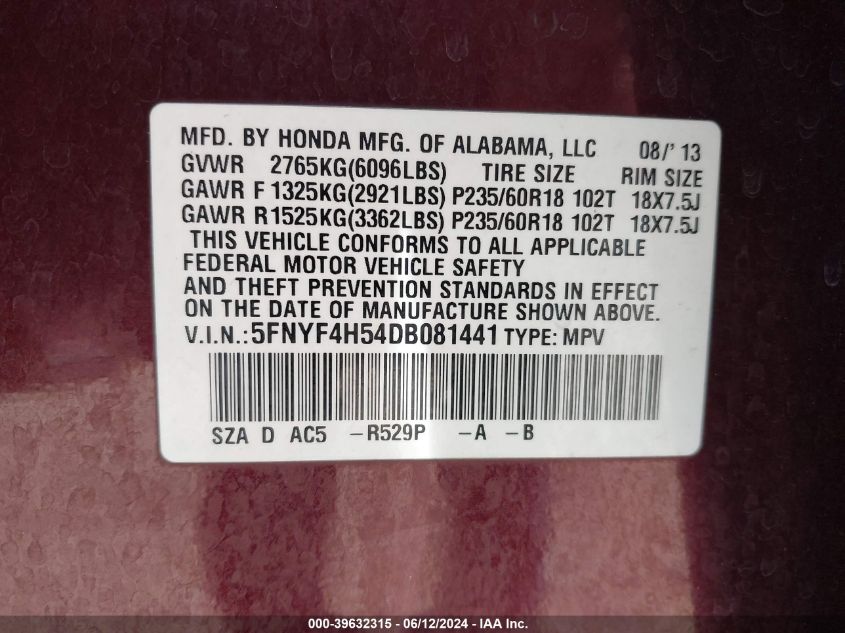 MFD. BY HONDA MFG. OF ALABAMA, LLC 08/' 13
GVWR 2765KG(6096LBS) TIRE SIZE RIM SIZE
GAWR F 1325KG(2921LBS) P235/60R18 102T 18X7.5J
GAWR R 1525KG(3362LBS) P235/60R18 102T 18X7.5J
THIS VEHICLE CONFORMS TO ALL APPLICABLE
FEDERAL MOTOR VEHICLE SAFETY
AND THEFT PREVENTION STANDARDS IN EFFECT
ON THE DATE OF MANUFACTURE SHOWN ABOVE.
V.I.N.: 5FNYF4H54DB081441 TYPE: MPV
SZA D AC5 -R529P -A -B
000-39632315 - 06/12/2024 - IAA Inc.